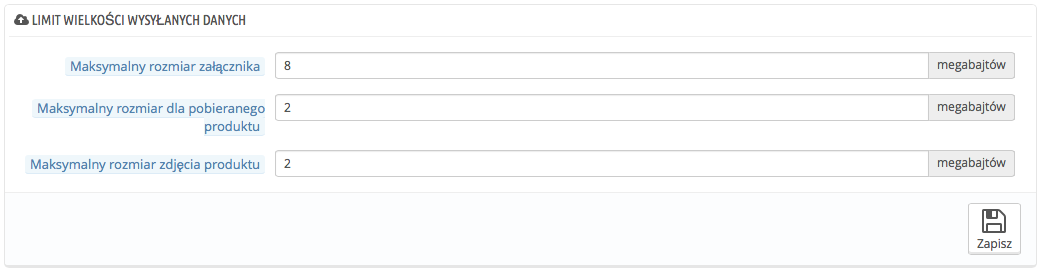 LIMIT WIELKOŚCI WYSYŁANYCH DANYCH
Maksymalny rozmiar załącznika
8
megabajtów
Maksymalny rozmiar dla pobieranego
produktu
2
megabajtów
Maksymalny rozmiar zdjęcia produktu
2
megabajtów
Zapisz